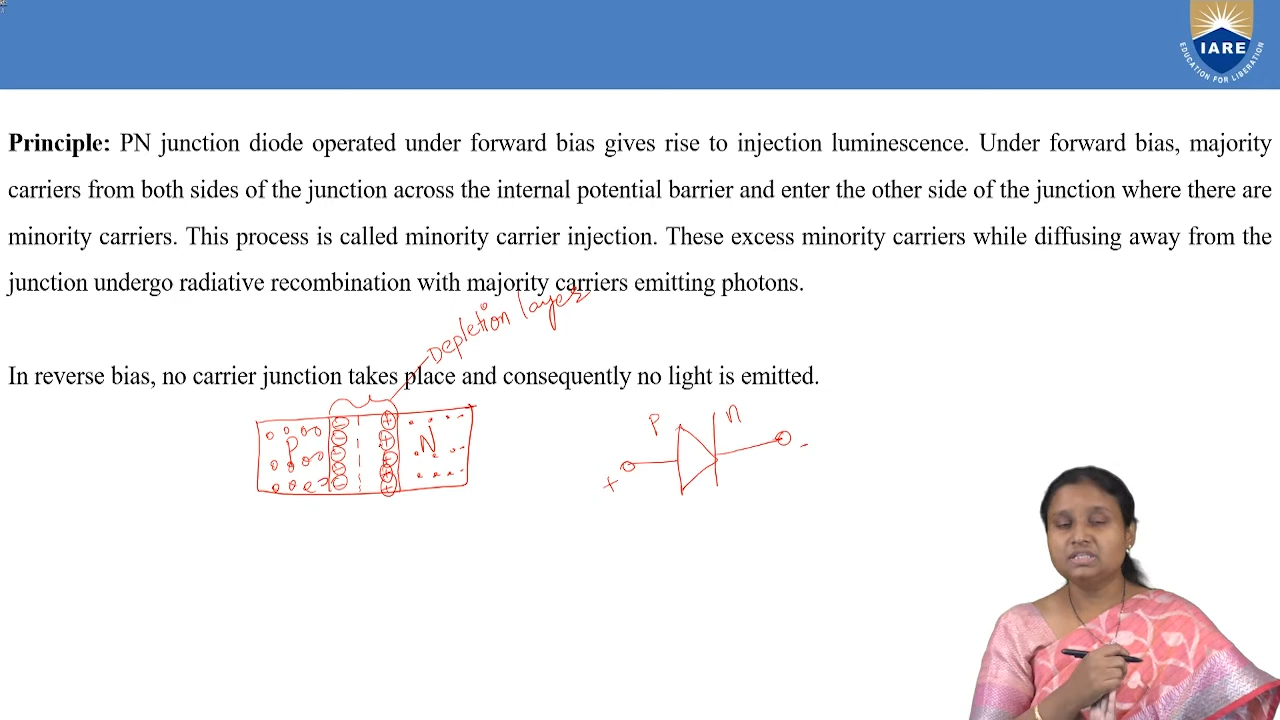 IARE
EDUCATION FOR LIBERATION
Principle: PN junction diode operated under forward bias gives rise to injection luminescence. Under forward bias, majority
carriers from both sides of the junction across the internal potential barrier and enter the other side of the junction where there are
minority carriers. This process is called minority carrier injection. These excess minority carriers while diffusing away from the
junction undergo radiative recombination with majority carriers emitting photons.
Depletion layer
In reverse bias, no carrier junction takes place and consequently no light is emitted.
P N
P n
+ -